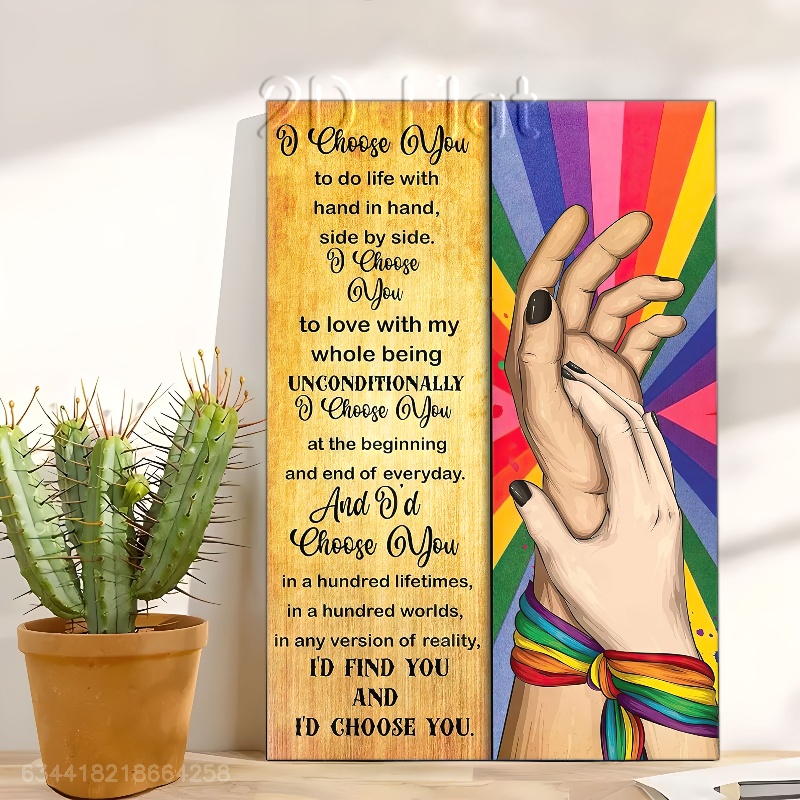 2D Flat
I Choose You
to do life with
hand in hand,
side by side.
I Choose
You
to love with my
whole being
UNCONDITIONALLY
I Choose You
at the beginning
and end of everyday.
And I'd
Choose You
in a hundred lifetimes,
in a hundred worlds,
in any version of reality,
I'D FIND YOU
AND
I'D CHOOSE YOU.
634418218664258